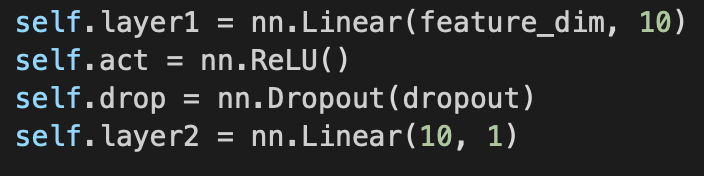 self.layer1 = nn.Linear(feature_dim, 10)
self.act = nn.ReLU()
self.drop = nn.Dropout(dropout)
self.layer2 = nn.Linear(10, 1)